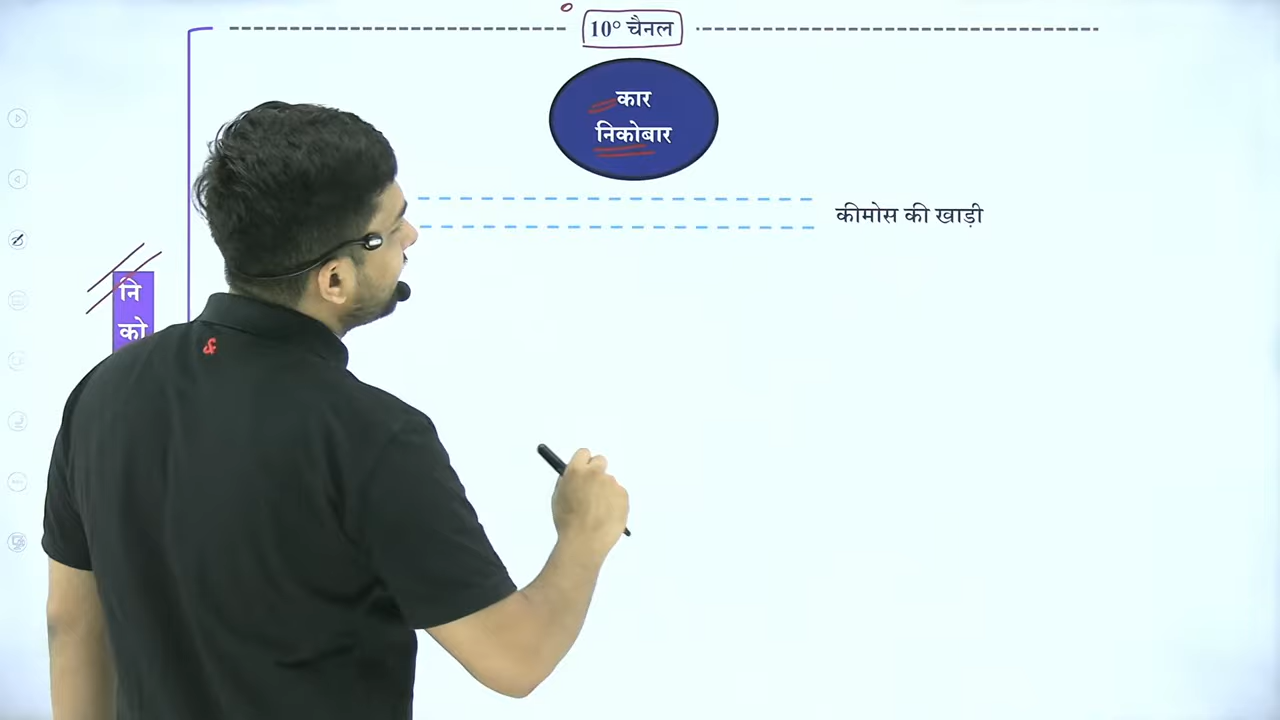 10° चैनल
कार
निकोबार
कीमोस की खाड़ी
नि
को